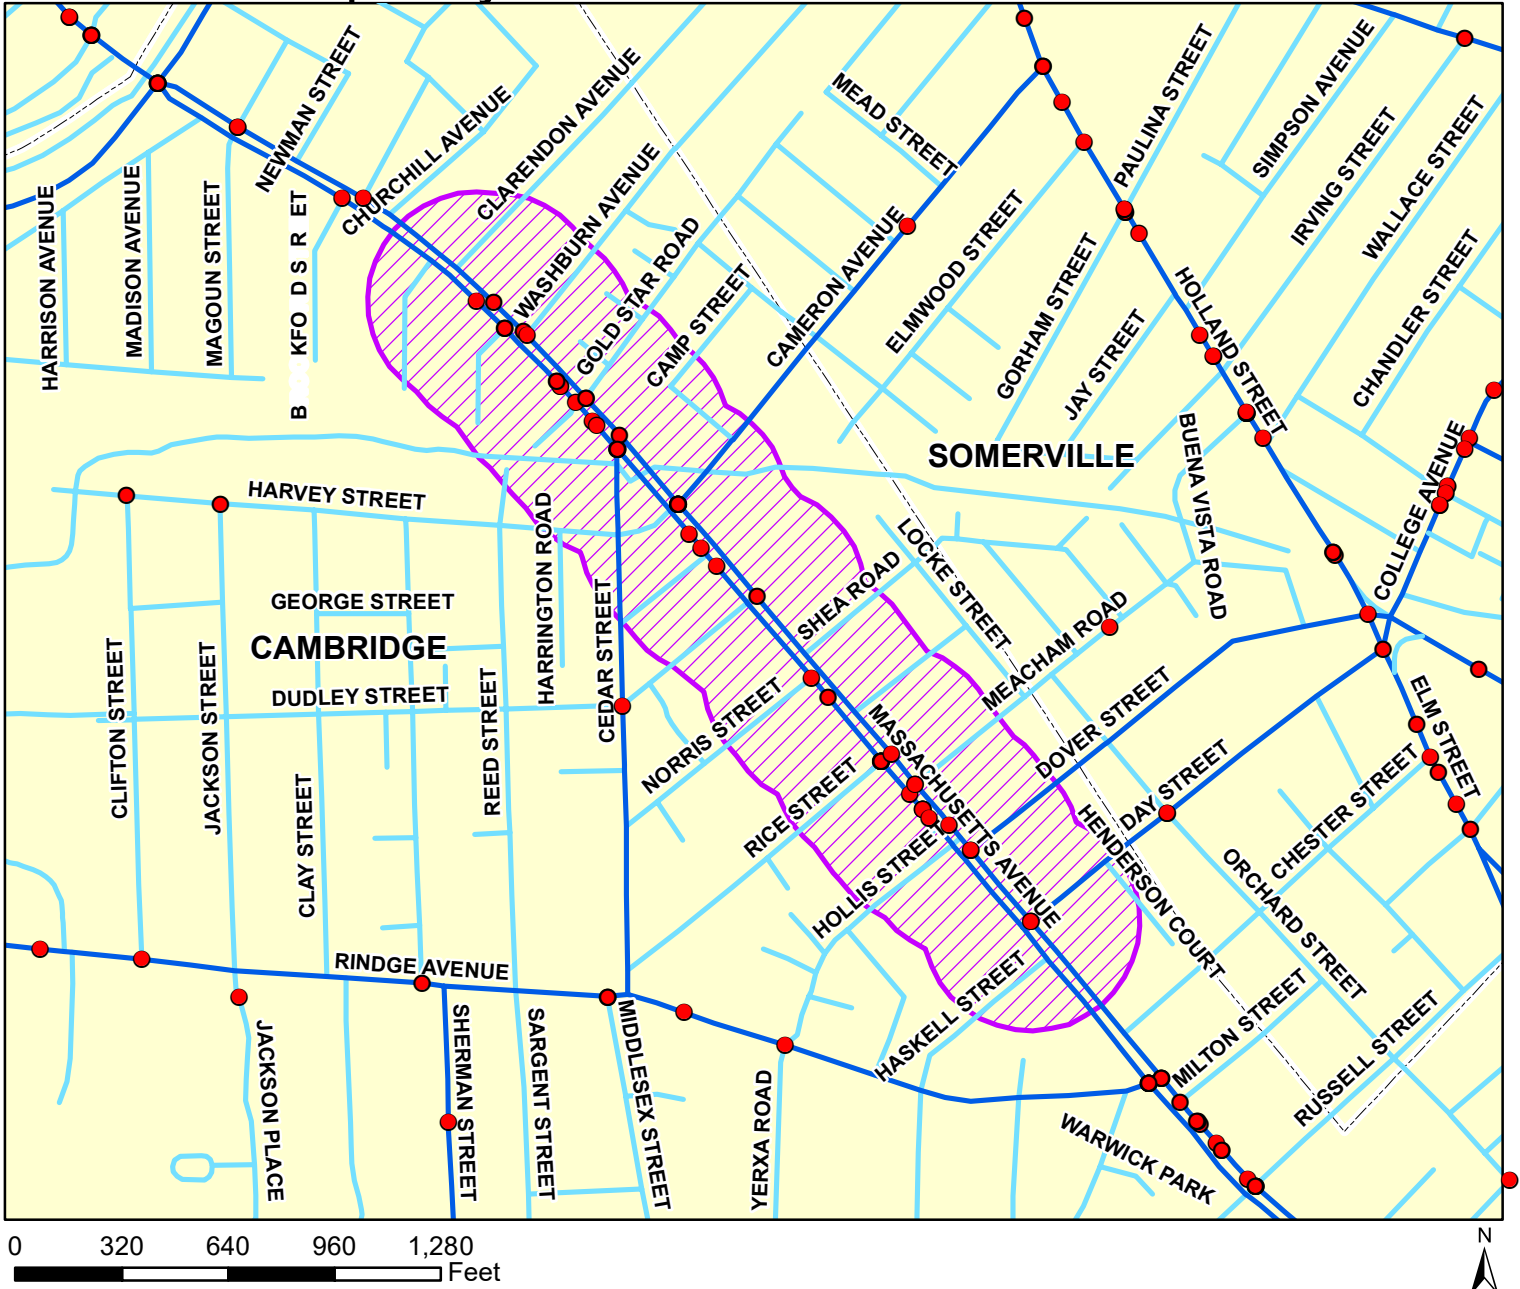 NEWMAN STREET
CHURCHILL AVENUE
CLARENDON AVENUE
MEAD STREET
PAULINA STREET
SIMPSON AVENUE
IRVING STREET
WALLACE STREET
HARRISON AVENUE
MADISON AVENUE
MAGOUN STREET
B KFO DS R ET
WASHBURN AVENUE
GOLD STAR ROAD
CAMP STREET
CAMERON AVENUE
ELMWOOD STREET
GORHAM STREET
JAY STREET
HOLLAND STREET
CHANDLER STREET
SOMERVILLE
BUENA VISTA ROAD
COLLEGE AVENUE
HARVEY STREET
HARRINGTON ROAD
LOCKE STREET
GEORGE STREET
CAMBRIDGE
CEDAR STREET
SHEA ROAD
MEACHAM ROAD
CLIFTON STREET
JACKSON STREET
DUDLEY STREET
REED STREET
NORRIS STREET
MASSACHUSETTS AVENUE
DOVER STREET
ELM STREET
CLAY STREET
RICE STREET
HOLLIS STREET
DAY STREET
HENDERSON COURT
CHESTER STREET
ORCHARD STREET
RINDGE AVENUE
HASKELL STREET
MILTON STREET
RUSSELL STREET
JACKSON PLACE
SHERMAN STREET
SARGENT STREET
MIDDLESEX STREET
YERXA ROAD
WARWICK PARK
0 320 640 960 1,280
Feet
N